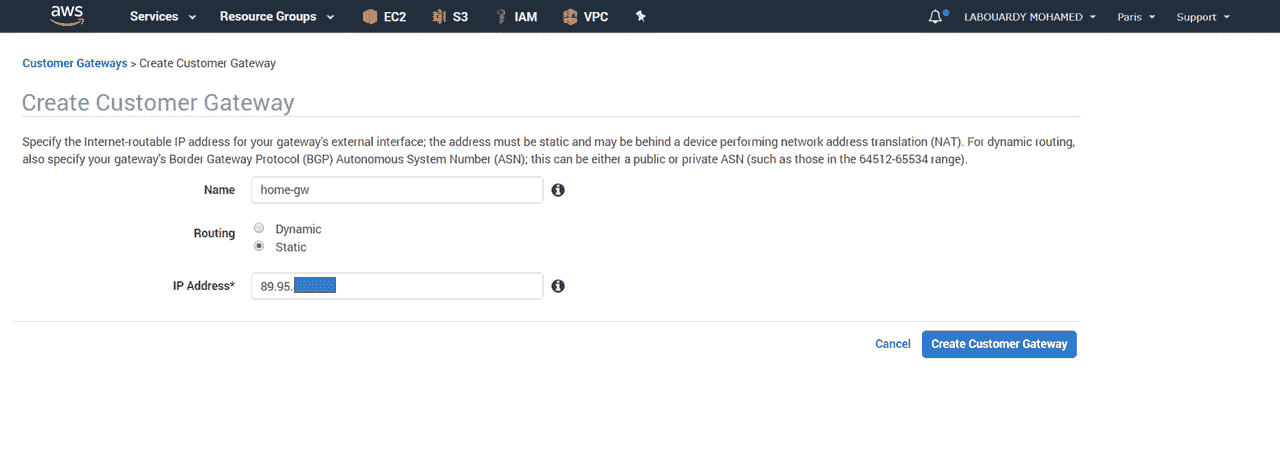 aws Services Resource Groups EC2 S3 IAM VPC LABOUARDY MOHAMED Paris Support
Customer Gateways > Create Customer Gateway
Create Customer Gateway
Specify the Internet-routable IP address for your gateway's external interface; the address must be static and may be behind a device performing network address translation (NAT). For dynamic routing,
also specify your gateway's Border Gateway Protocol (BGP) Autonomous System Number (ASN); this can be either a public or private ASN (such as those in the 64512-65534 range).
Name home-gw
Routing Dynamic
Static
IP Address* 89.95.
Cancel Create Customer Gateway